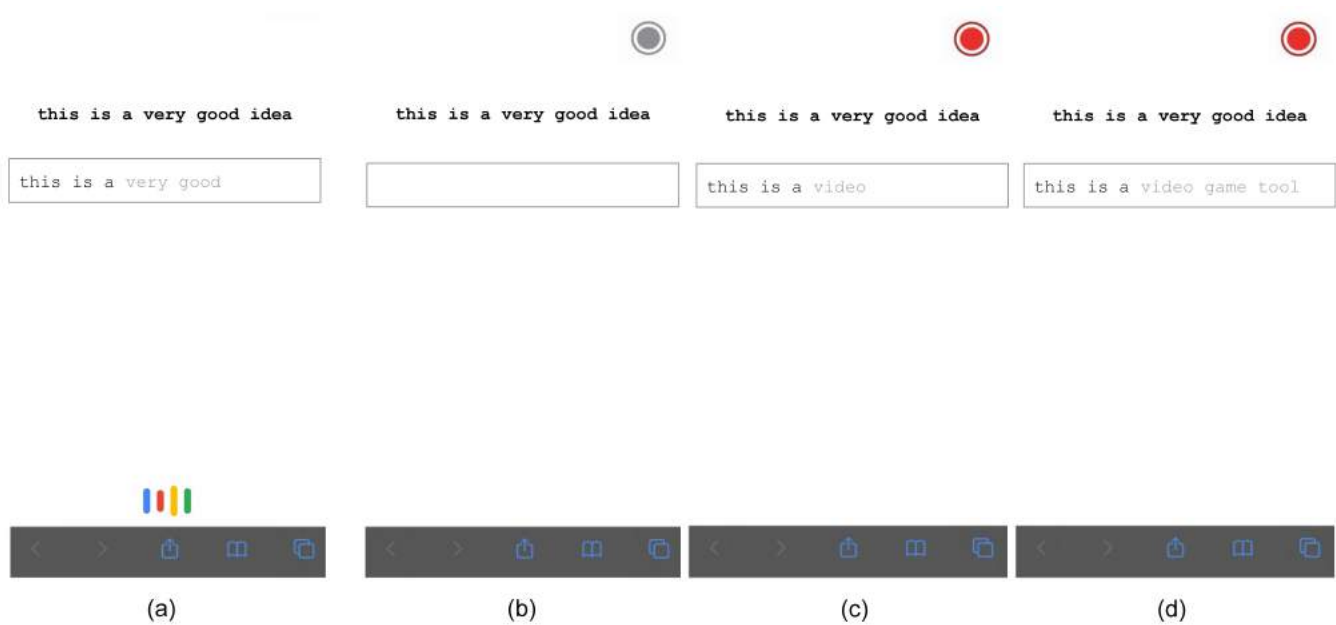 this is a very good idea
this is a very good idea
this is a very good idea
this is a very good idea
this is a very good
this is a video
this is a video game tool
(a)
(b)
(c)
(d)